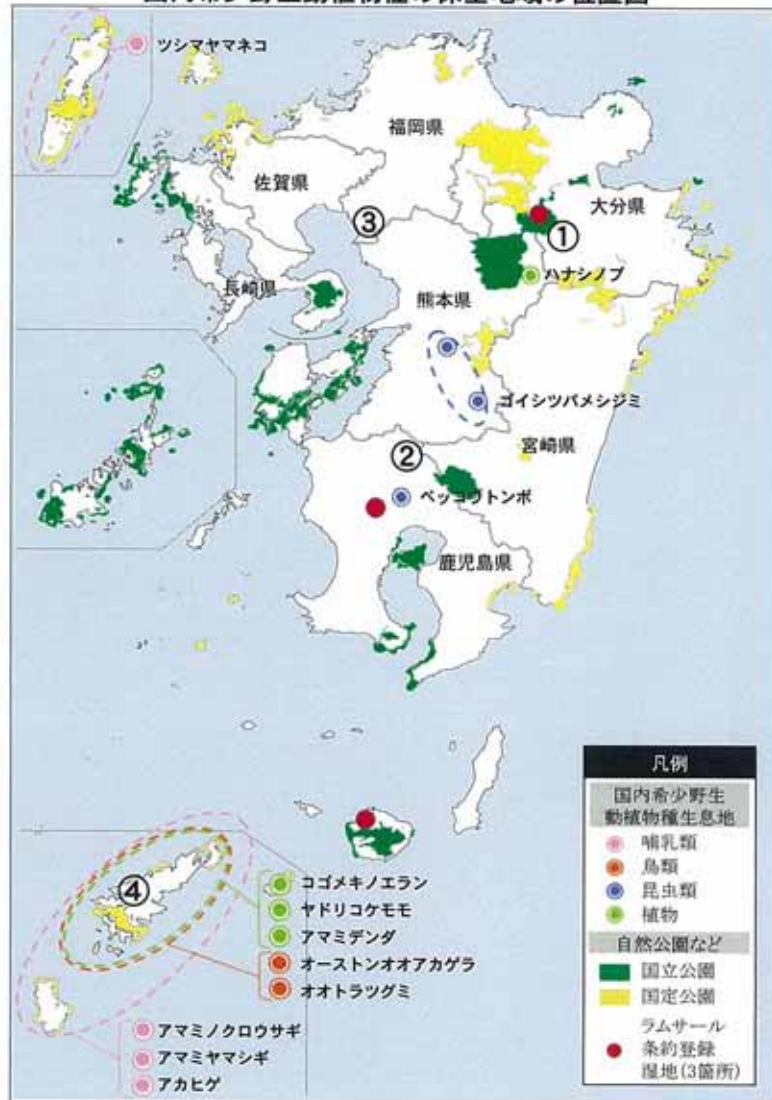 ツシマヤマネコ
福岡県
佐賀県
大分県
③
①
長崎県
熊本県
ハナシノブ
ゴイシツバメシジミ
宮崎県
②
ベッコウトンボ
鹿児島県
④
コゴメキノエラン
ヤドリコケモモ
アマミデンダ
オーストンオオアカゲラ
オオトラツグミ
アマミノクロウサギ
アマミヤマシギ
アカヒゲ
凡例
国内希少野生
動植物種生息地
哺乳類
鳥類
昆虫類
植物
自然公園など
国立公園
国定公園
ラムサール
条約登録
湿地(3箇所)